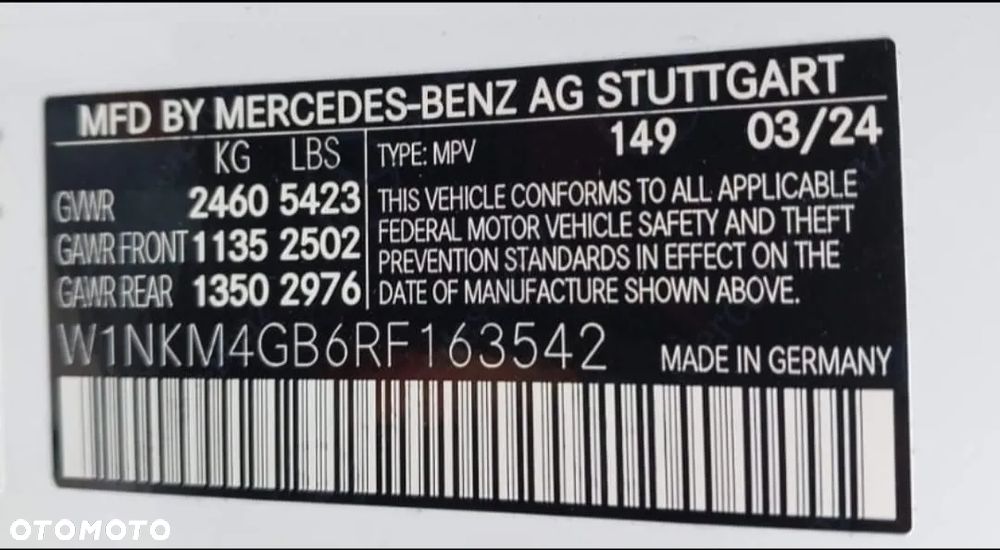 MFD BY MERCEDES-BENZ AG STUTTGART
KG LBS
GVWR 2460 5423
GAWR FRONT 1135 2502
GAWR REAR 1350 2976
TYPE: MPV 149 03/24
THIS VEHICLE CONFORMS TO ALL APPLICABLE
FEDERAL MOTOR VEHICLE SAFETY AND THEFT
PREVENTION STANDARDS IN EFFECT ON THE
DATE OF MANUFACTURE SHOWN ABOVE.
W1NKM4GB6RF163542 MADE IN GERMANY
OTOMOTO